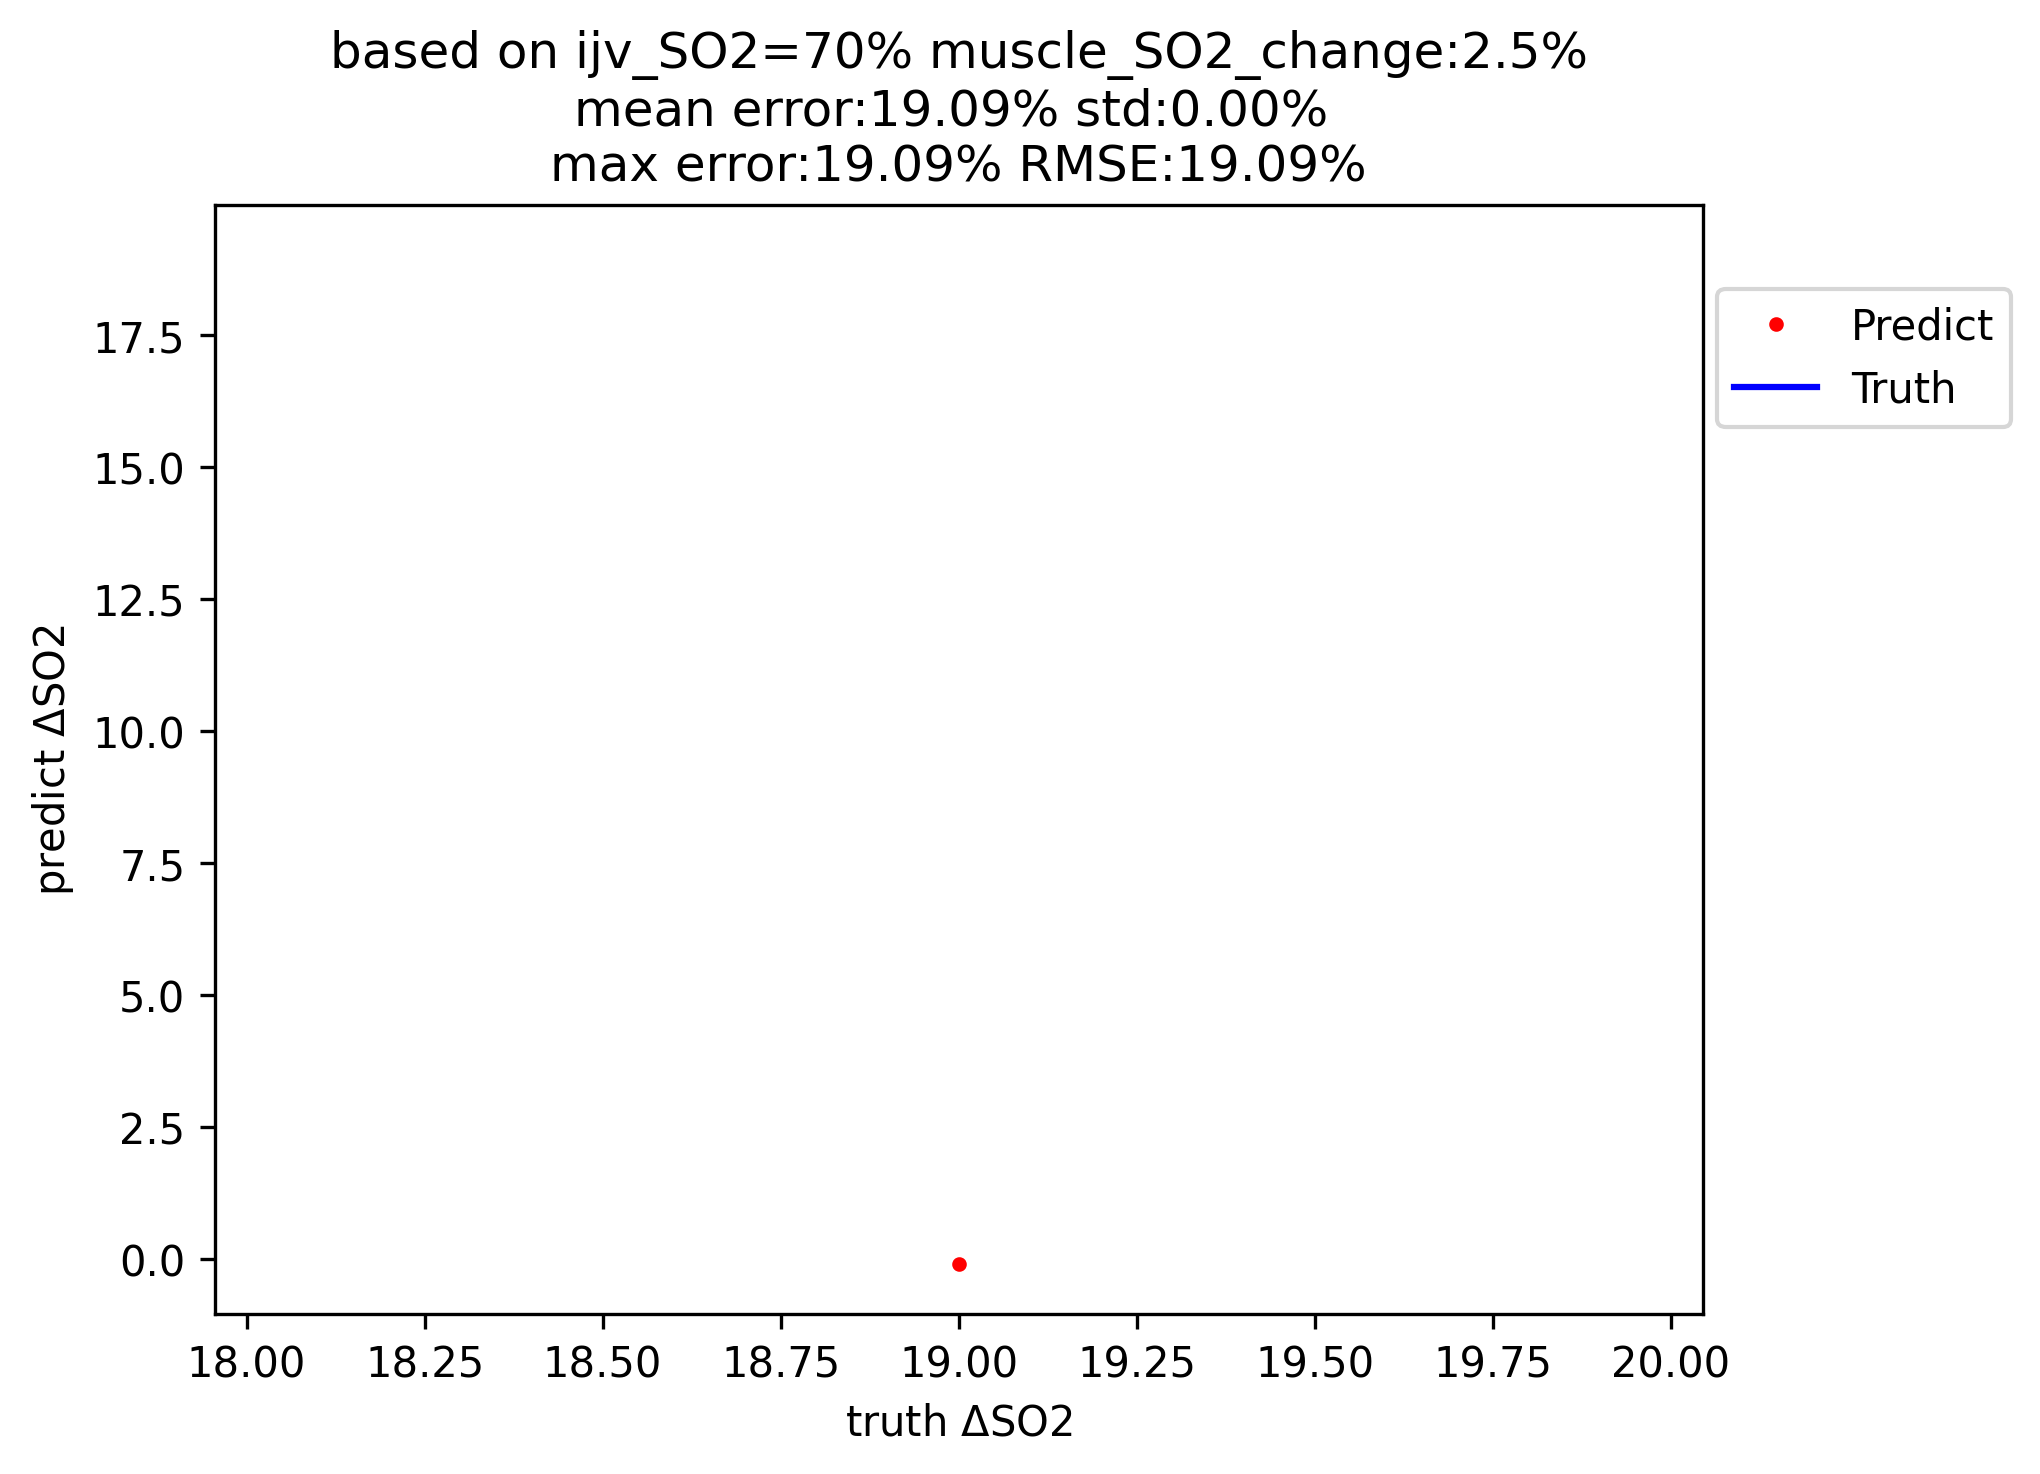 based on ijv_SO2=70% muscle_SO2_change:2.5%
mean error:19.09% std:0.00%
max error:19.09% RMSE:19.09%
Predict
Truth
17.5
15.0
12.5
10.0
7.5
5.0
2.5
0.0
predict ΔSO2
18.00 18.25 18.50 18.75 19.00 19.25 19.50 19.75 20.00
truth ΔSO2